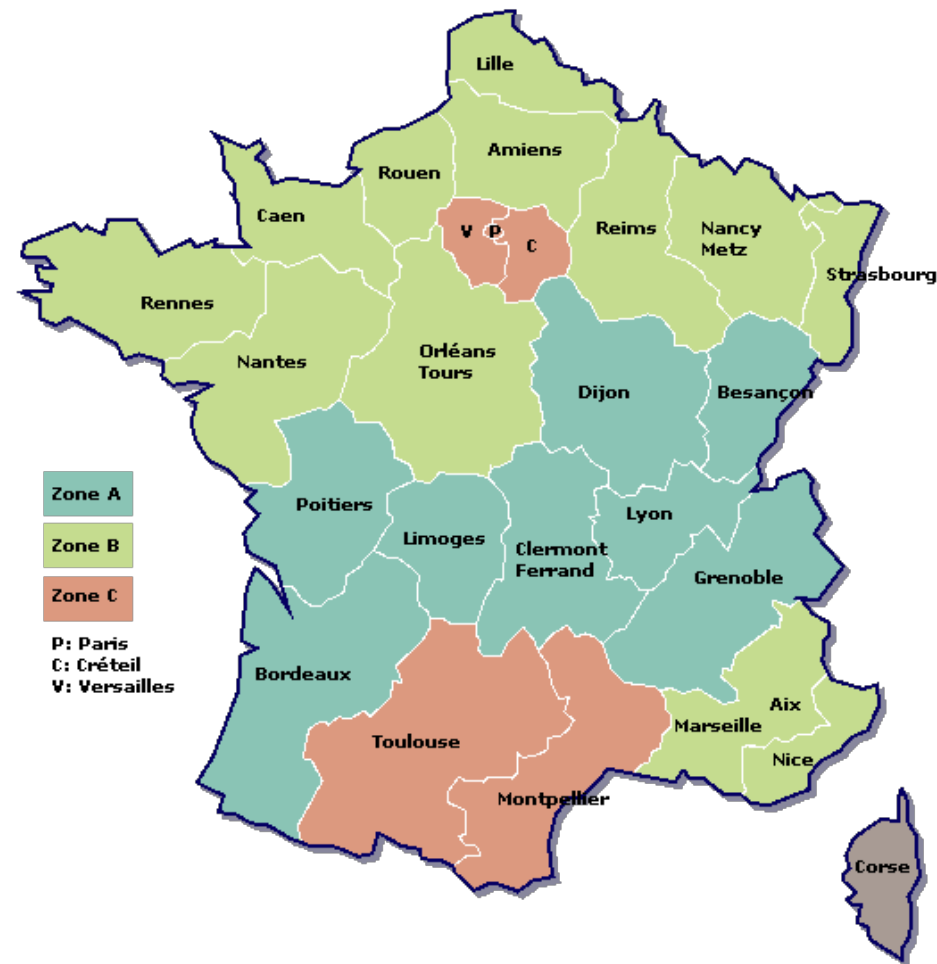 Lille
Amiens
Rouen
Caen
V
P
C
Reims
Nancy
Metz
Strasbourg
Rennes
Nantes
Orléans
Tours
Dijon
Besançon
Zone A
Zone B
Zone C
P: Paris
C: Créteil
V: Versailles
Poitiers
Limoges
Clermont
Ferrand
Lyon
Grenoble
Bordeaux
Toulouse
Montpellier
Marseille
Aix
Nice
Corse